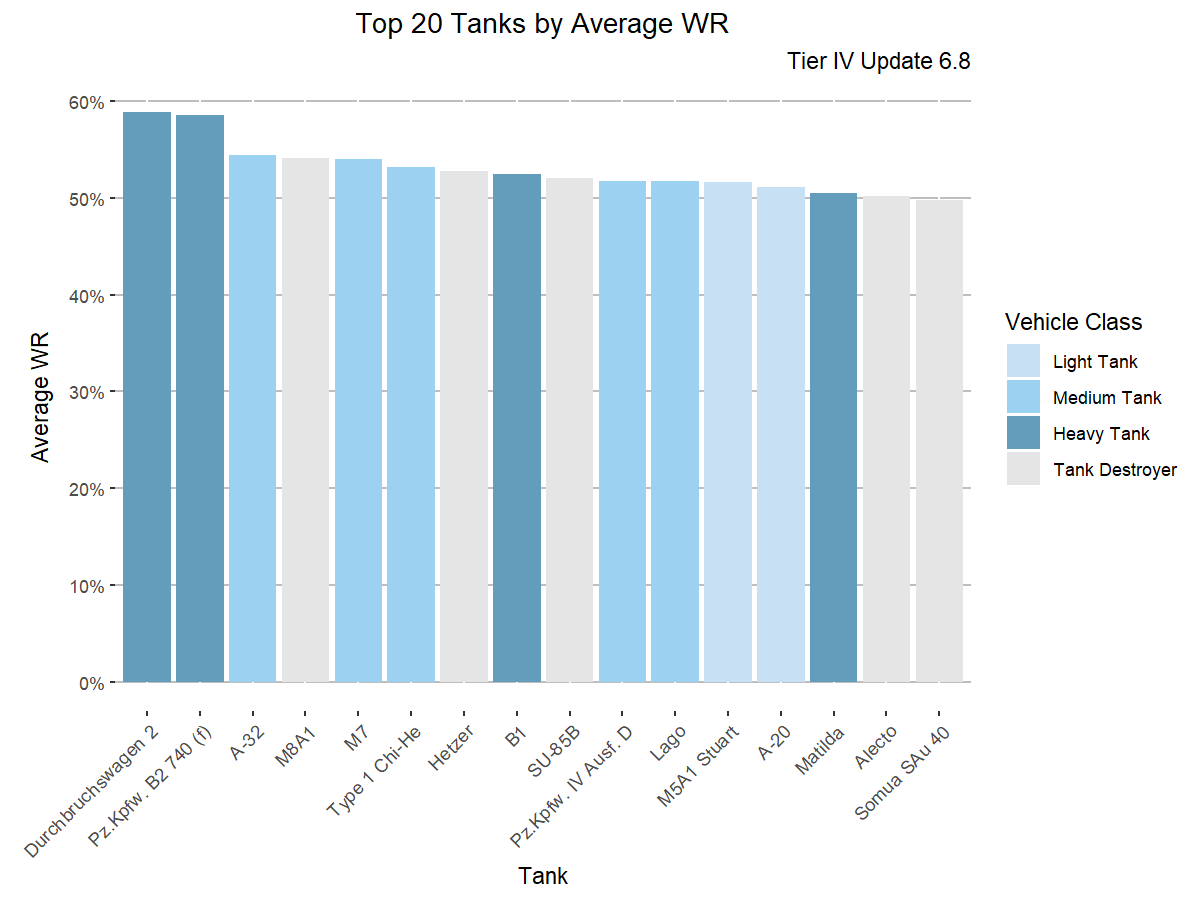 Top 20 Tanks by Average WR
Tier IV Update 6.8
60%
50%
40%
30%
20%
10%
0%
Average WR
Durchbruchswagen 2
Pz.Kpfw. B2 740 (f)
A-32
M8A1
M7
Type 1 Chi-He
Hetzer
B1
SU-85B
Pz.Kpfw. IV Ausf. D
Lago
M5A1 Stuart
A-20
Matilda
Alecto
Somua SAu 40
Tank
Vehicle Class
Light Tank
Medium Tank
Heavy Tank
Tank Destroyer